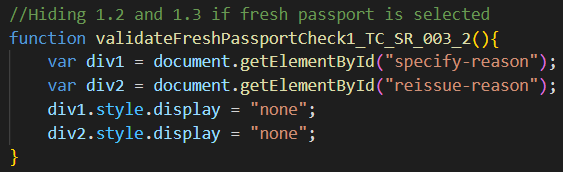 //Hiding 1.2 and 1.3 if fresh passport is selected
function validateFreshPassportCheck1_TC_SR_003_2(){
    var div1 = document.getElementById("specify-reason");
    var div2 = document.getElementById("reissue-reason");
    div1.style.display = "none";
    div2.style.display = "none";
}